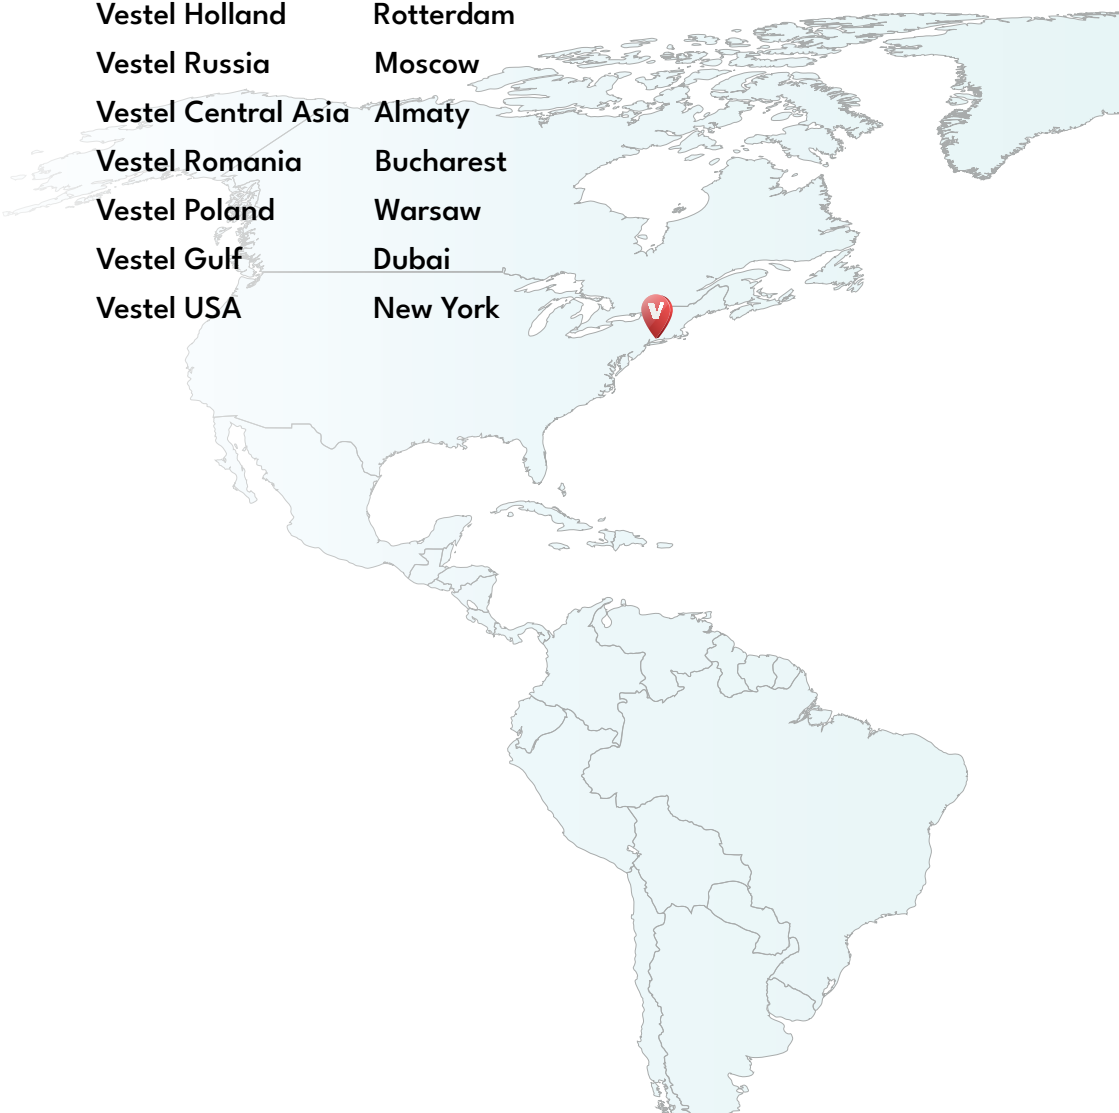 Vestel Holland Rotterdam
Vestel Russia Moscow
Vestel Central Asia Almaty
Vestel Romania Bucharest
Vestel Poland Warsaw
Vestel Gulf Dubai
Vestel USA New York
V